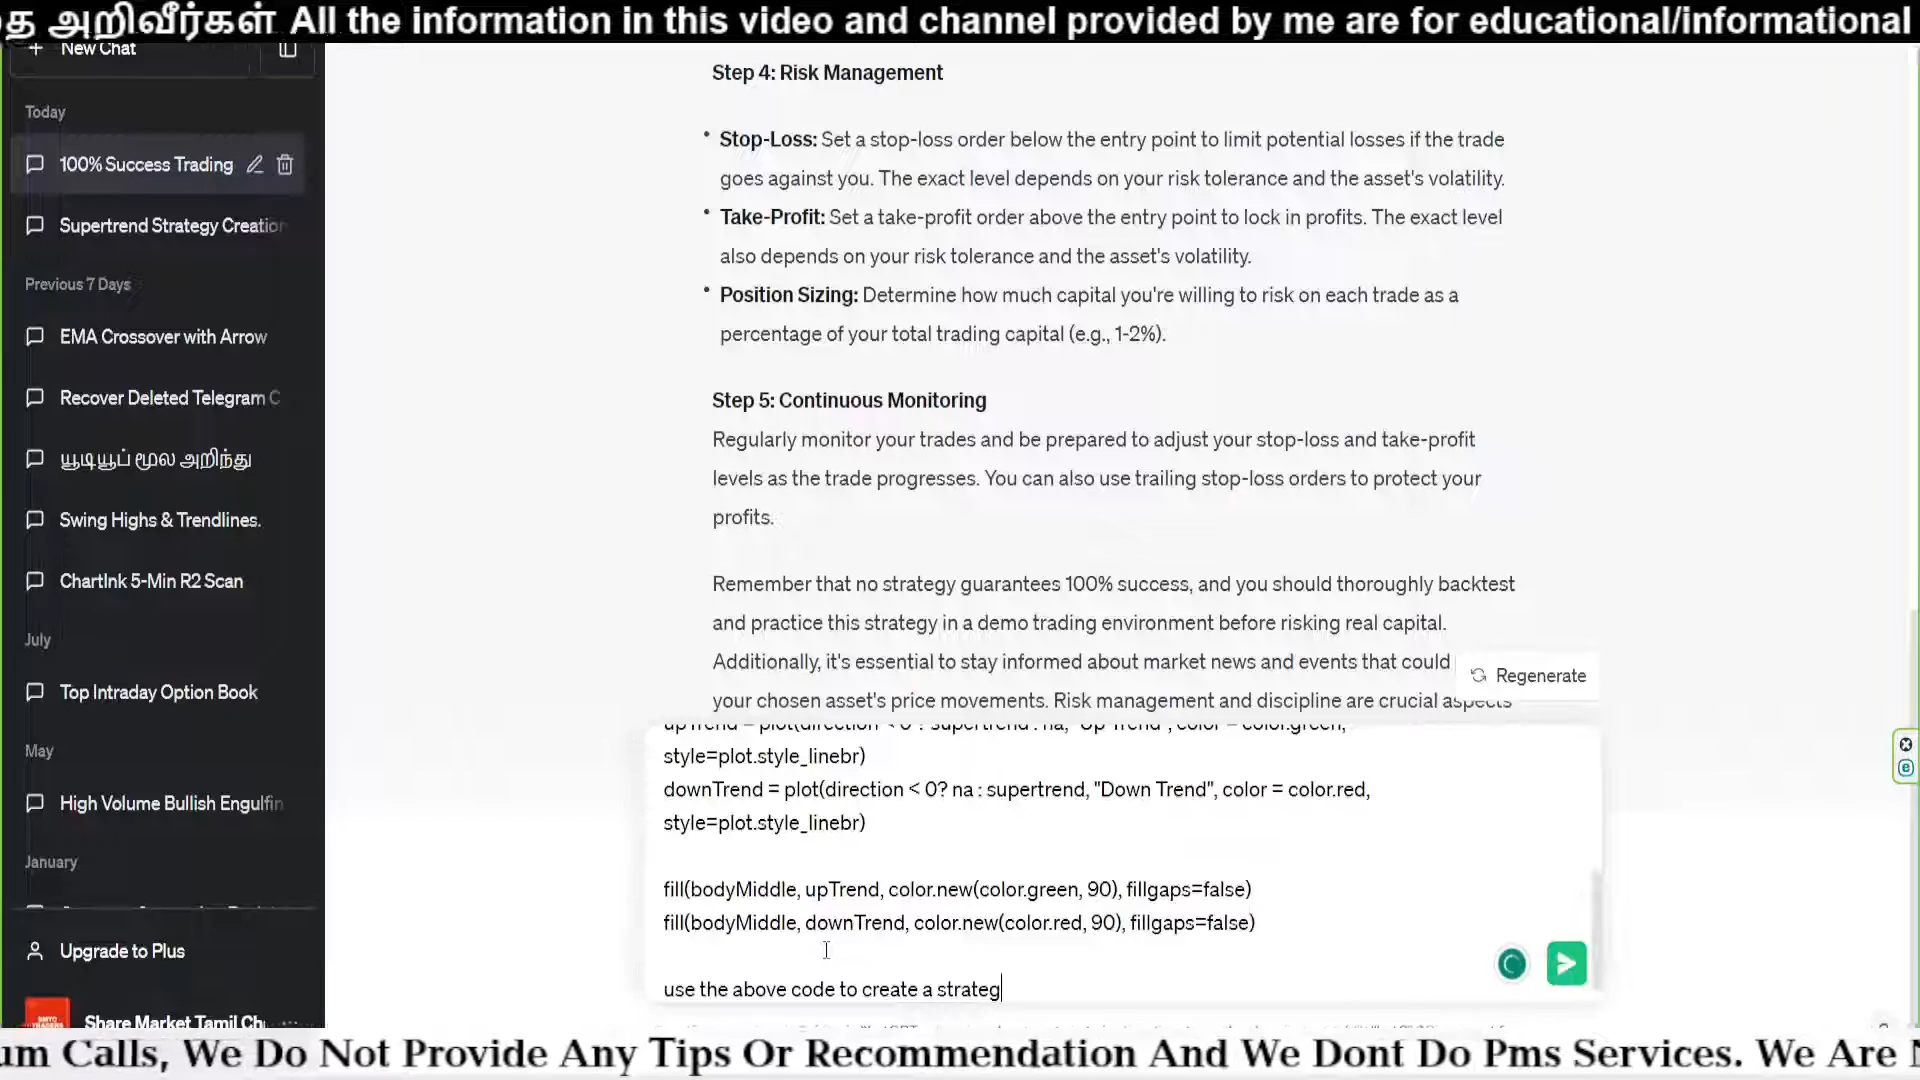 அறிவீர்கள் All the information in this video and channel provided by me are for educational/informational
+ New Chat
Today
100% Success Trading
Supertrend Strategy Creation
Previous 7 Days
EMA Crossover with Arrow
Recover Deleted Telegram C
யூடியூப் மூல அறிந்து
Swing Highs & Trendlines.
ChartInk 5-Min R2 Scan
July
Top Intraday Option Book
May
High Volume Bullish Engulfin
January
Upgrade to Plus
Share Market Tamil Ch
Step 4: Risk Management
• Stop-Loss: Set a stop-loss order below the entry point to limit potential losses if the trade
goes against you. The exact level depends on your risk tolerance and the asset's volatility.
• Take-Profit: Set a take-profit order above the entry point to lock in profits. The exact level
also depends on your risk tolerance and the asset's volatility.
• Position Sizing: Determine how much capital you're willing to risk on each trade as a
percentage of your total trading capital (e.g., 1-2%).
Step 5: Continuous Monitoring
Regularly monitor your trades and be prepared to adjust your stop-loss and take-profit
levels as the trade progresses. You can also use trailing stop-loss orders to protect your
profits.
Remember that no strategy guarantees 100% success, and you should thoroughly backtest
and practice this strategy in a demo trading environment before risking real capital.
Additionally, it's essential to stay informed about market news and events that could
your chosen asset's price movements. Risk management and discipline are crucial aspects
Regenerate
upTrend = plot(direction < 0 ? supertrend : na, "Up Trend", color = color.green,
style=plot.style_linebr)
downTrend = plot(direction < 0? na : supertrend, "Down Trend", color = color.red,
style=plot.style_linebr)
fill(bodyMiddle, upTrend, color.new(color.green, 90), fillgaps=false)
fill(bodyMiddle, downTrend, color.new(color.red, 90), fillgaps=false)
use the above code to create a strateg
um Calls, We Do Not Provide Any Tips Or Recommendation And We Dont Do Pms Services. We Are